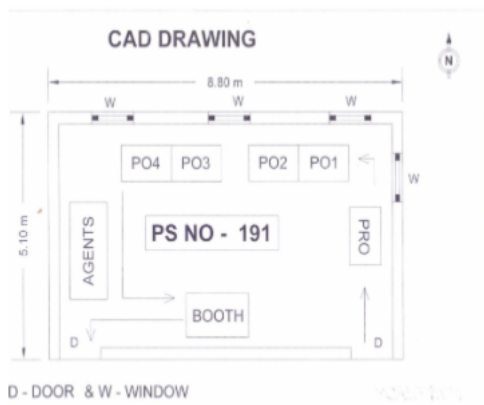 CAD DRAWING
N
8.80 m
W W W
PO4 PO3 PO2 PO1
W
5.10 m
AGENTS
PS NO - 191
PRO
BOOTH
D D
D - DOOR & W - WINDOW